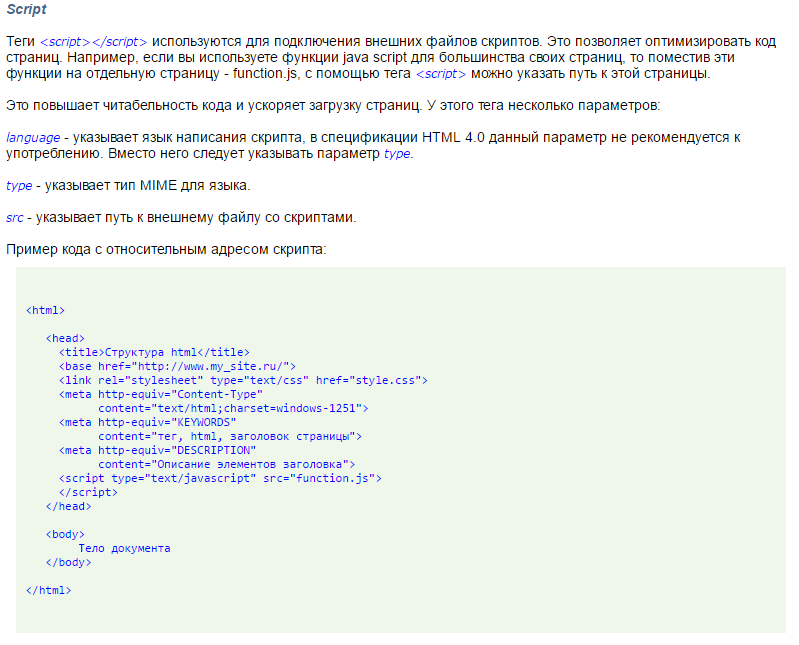 Script
Теги <script></script> используются для подключения внешних файлов скриптов. Это позволяет оптимизировать код
страниц. Например, если вы используете функции java script для большинства своих страниц, то поместив эти
функции на отдельную страницу - function.js, с помощью тега <script> можно указать путь к этой страницы.
Это повышает читабельность кода и ускоряет загрузку страниц. У этого тега несколько параметров:
language - указывает язык написания скрипта, в спецификации HTML 4.0 данный параметр не рекомендуется к
употреблению. Вместо него следует указывать параметр type.
type - указывает тип MIME для языка.
src - указывает путь к внешнему файлу со скриптами.
Пример кода с относительным адресом скрипта:
<html>
<head>
<title>Структура html</title>
<base href="http://www.my_site.ru/">
<link rel="stylesheet" type="text/css" href="style.css">
<meta http-equiv="Content-Type"
content="text/html;charset=windows-1251">
<meta http-equiv="KEYWORDS"
content="тег, html, заголовок страницы">
<meta http-equiv="DESCRIPTION"
content="Описание элементов заголовка">
<script type="text/javascript" src="function.js">
</script>
</head>
<body>
Тело документа
</body>
</html>